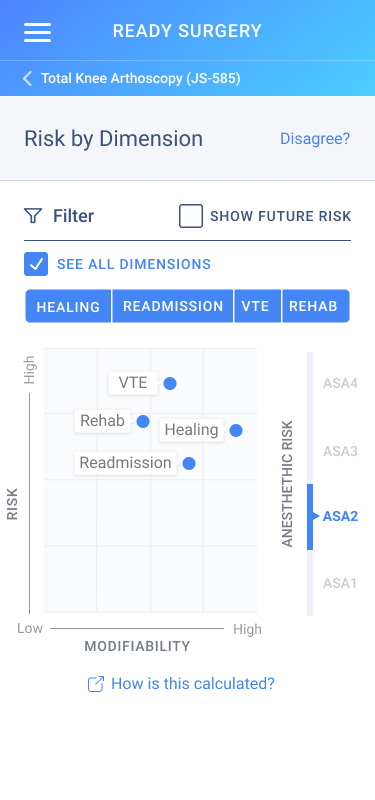 READY SURGERY
Total Knee Arthoscopy (JS-585)
Risk by Dimension
Disagree?
Filter
SHOW FUTURE RISK
SEE ALL DIMENSIONS
HEALING
READMISSION
VTE
REHAB
High
RISK
VTE
Rehab
Healing
Readmission
Low
High
MODIFIABILITY
ANESTHETHIC RISK
ASA4
ASA3
ASA2
ASA1
How is this calculated?